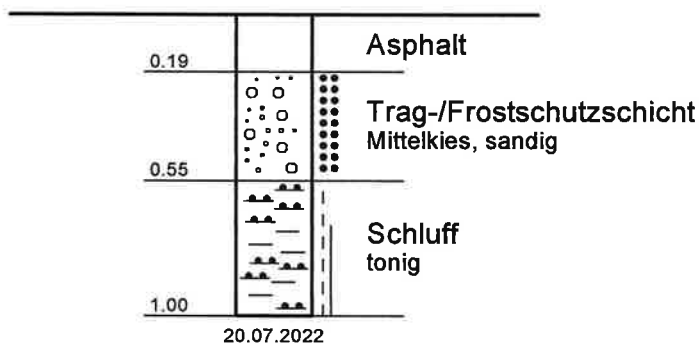 Asphalt
0.19
Trag-/Frostschutzschicht
Mittelkies, sandig
0.55
Schluff
tonig
1.00
20.07.2022